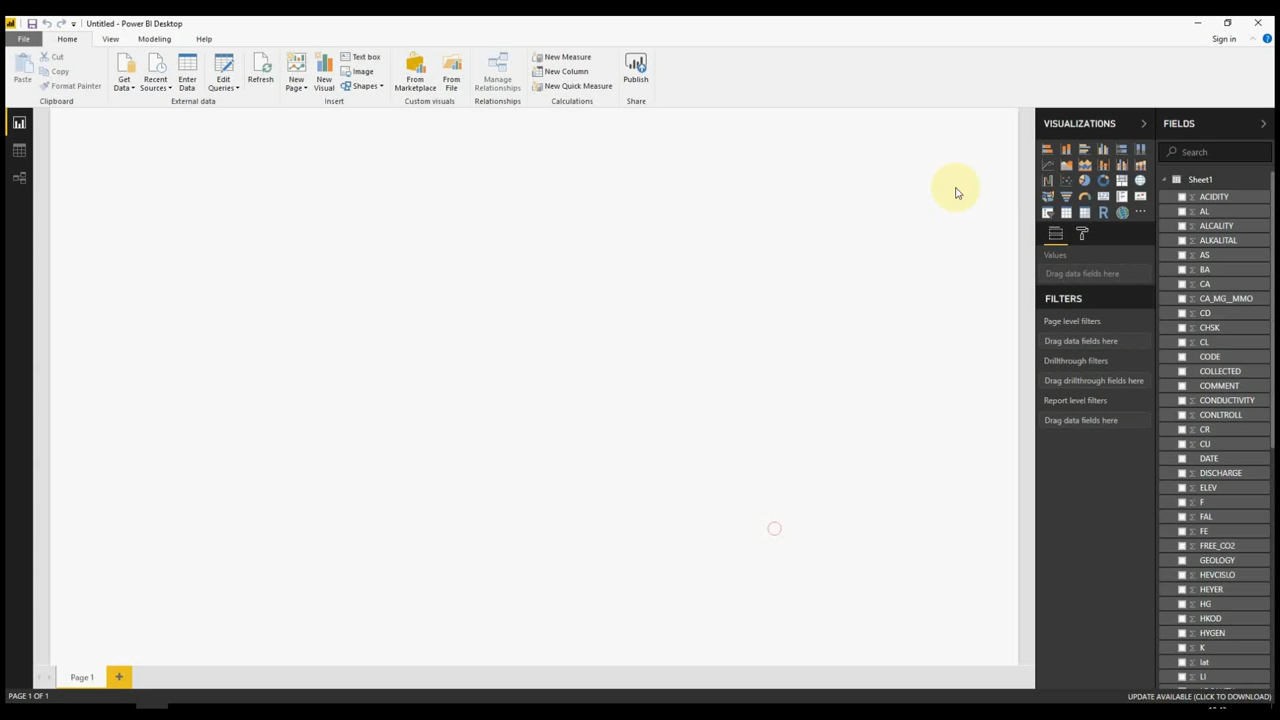 Untitled - Power BI Desktop
File
Home
View
Modeling
Help
Sign in
Paste
Cut
Copy
Format Painter
Clipboard
Get Data
Recent Sources
Enter Data
Edit Queries
Refresh
External data
New Page
New Visual
Text box
Image
Shapes
Insert
From Marketplace
From File
Custom visuals
Manage Relationships
Relationships
New Measure
New Column
New Quick Measure
Calculations
Publish
Share
VISUALIZATIONS
R
Values
Drag data fields here
FILTERS
Page level filters
Drag data fields here
Drillthrough filters
Drag drillthrough fields here
Report level filters
Drag data fields here
FIELDS
Search
Sheet1
ACIDITY
AL
ALCALITY
ALKALITAL
AS
BA
CA
CA_MG__MMO
CD
CHSK
CL
CODE
COLLECTED
COMMENT
CONDUCTIVITY
CONLTROLL
CR
CU
DATE
DISCHARGE
ELEV
F
FAL
FE
FREE_CO2
GEOLOGY
HEVCISLO
HEYER
HG
HKOD
HYGEN
K
lat
LI
Page 1
PAGE 1 OF 1
UPDATE AVAILABLE (CLICK TO DOWNLOAD)